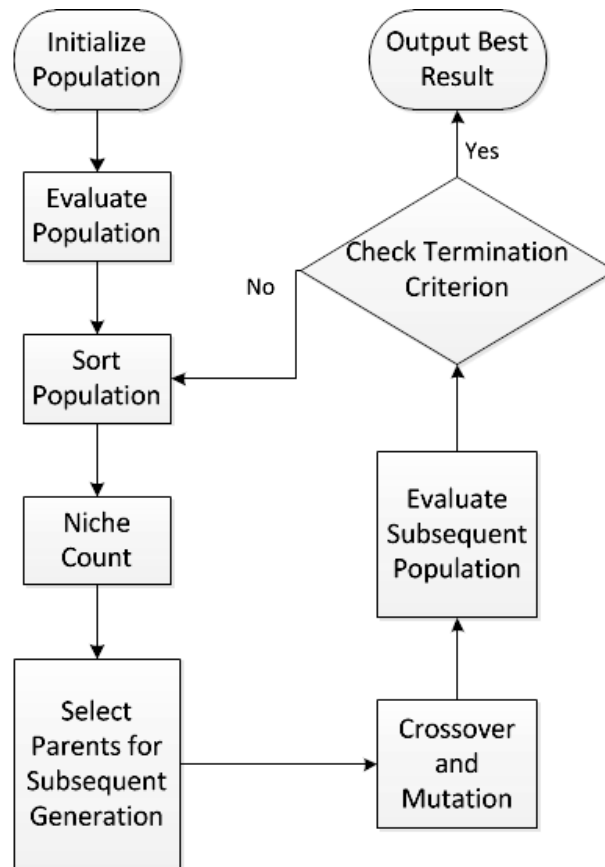 Initialize
Population
Evaluate
Population
Sort
Population
Niche
Count
Select
Parents for
Subsequent
Generation
Crossover
and
Mutation
Evaluate
Subsequent
Population
Check Termination
Criterion
No
Yes
Output Best
Result